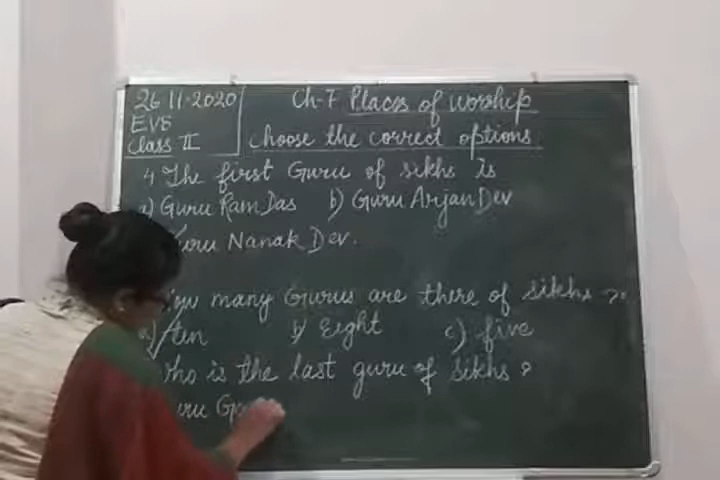 26 11-2020 Ch-7 Places of worship
EVS
Class II choose the correct options
4 The first Guru of sikhs is
a) Guru Ram Das b) Guru Arjan Dev
Nanak Dev.
many Gurus are there of sikhs
a) Ten b) Eight c) five
is the last guru of Sikhs ?